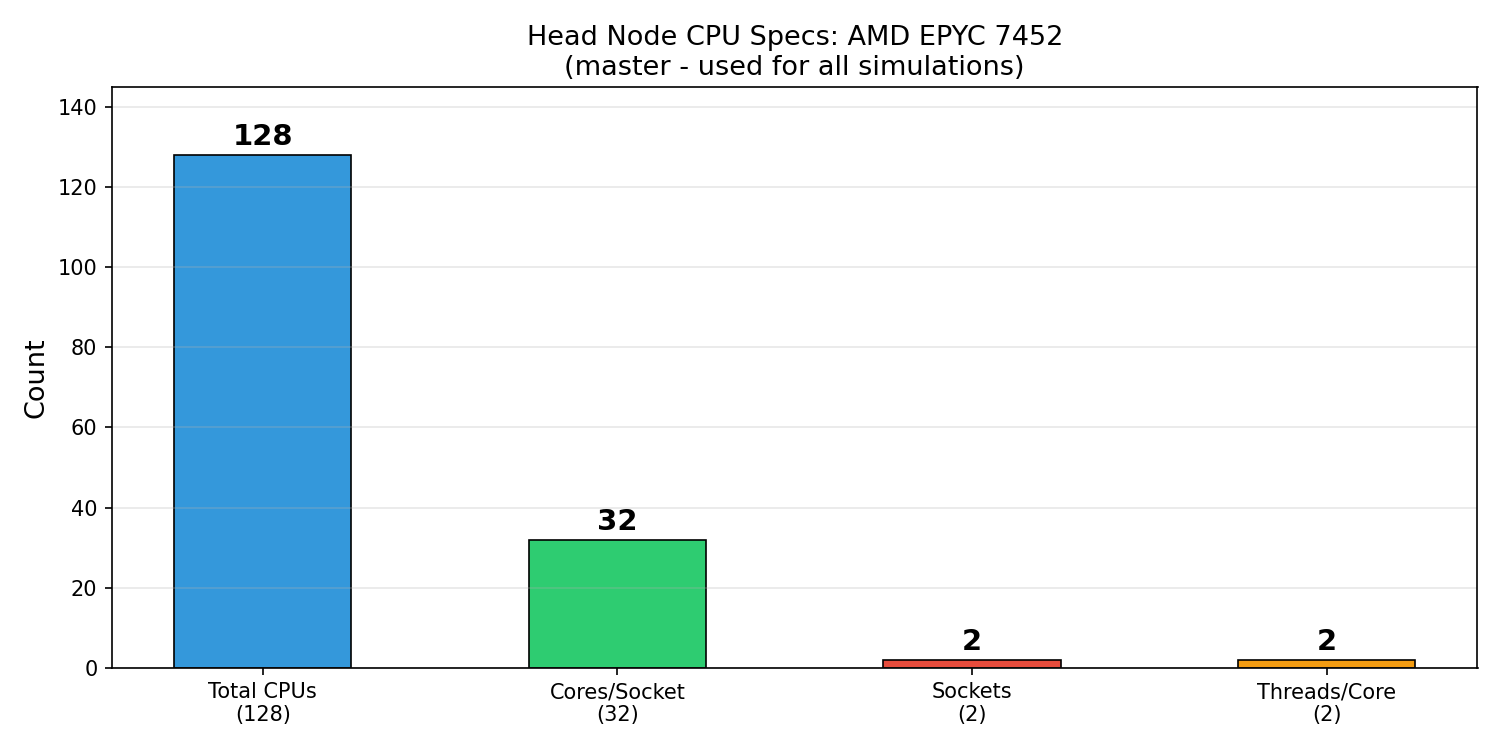 Head Node CPU Specs: AMD EPYC 7452
(master - used for all simulations)
Count
140
120
100
80
60
40
20
0
128
32
2
2
Total CPUs
(128)
Cores/Socket
(32)
Sockets
(2)
Threads/Core
(2)